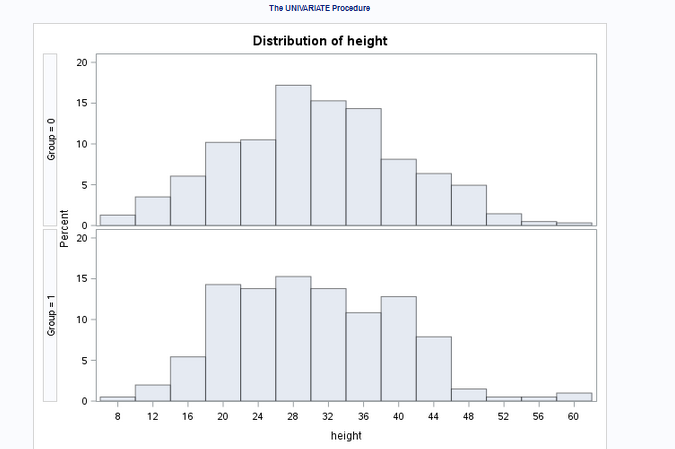 The UNIVARIATE Procedure
Distribution of height
Group = 0
20
15
10
5
0
Percent
Group = 1
20
15
10
5
0
8 12 16 20 24 28 32 36 40 44 48 52 56 60
height